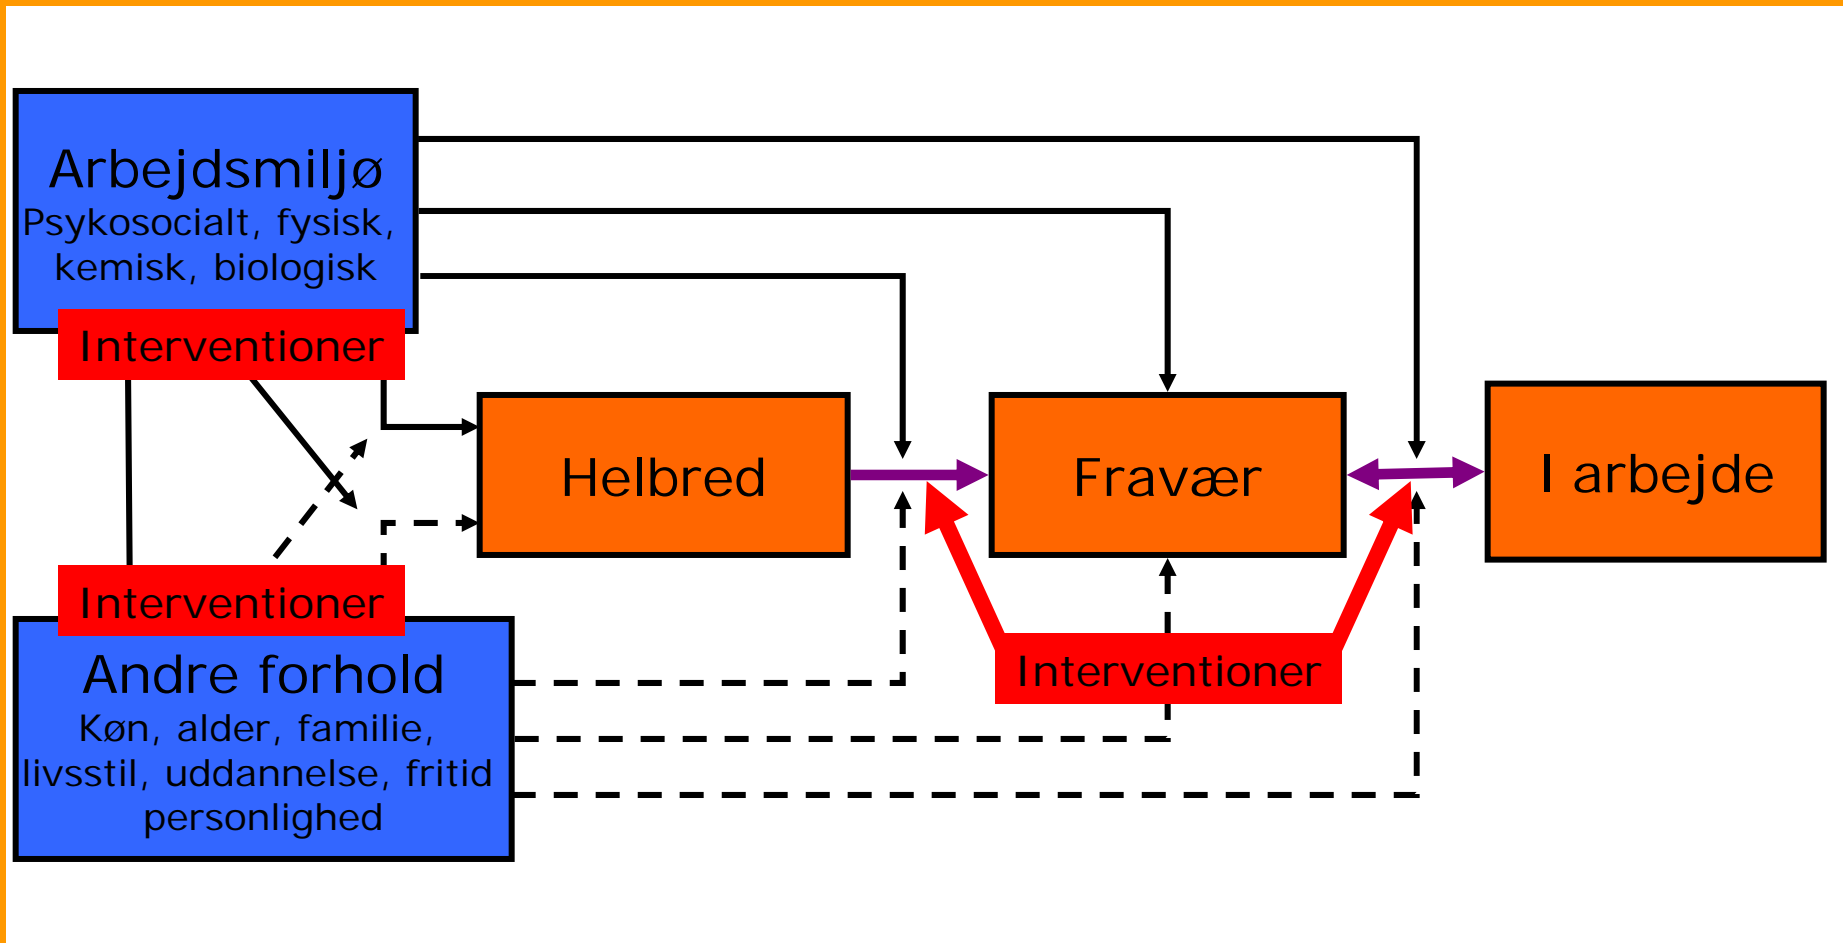 Arbejdsmiljø
Psykosocialt, fysisk,
kemisk, biologisk
Interventioner
Helbred
Fravær
I arbejde
Interventioner
Andre forhold
Køn, alder, familie,
livsstil, uddannelse, fritid
personlighed
Interventioner